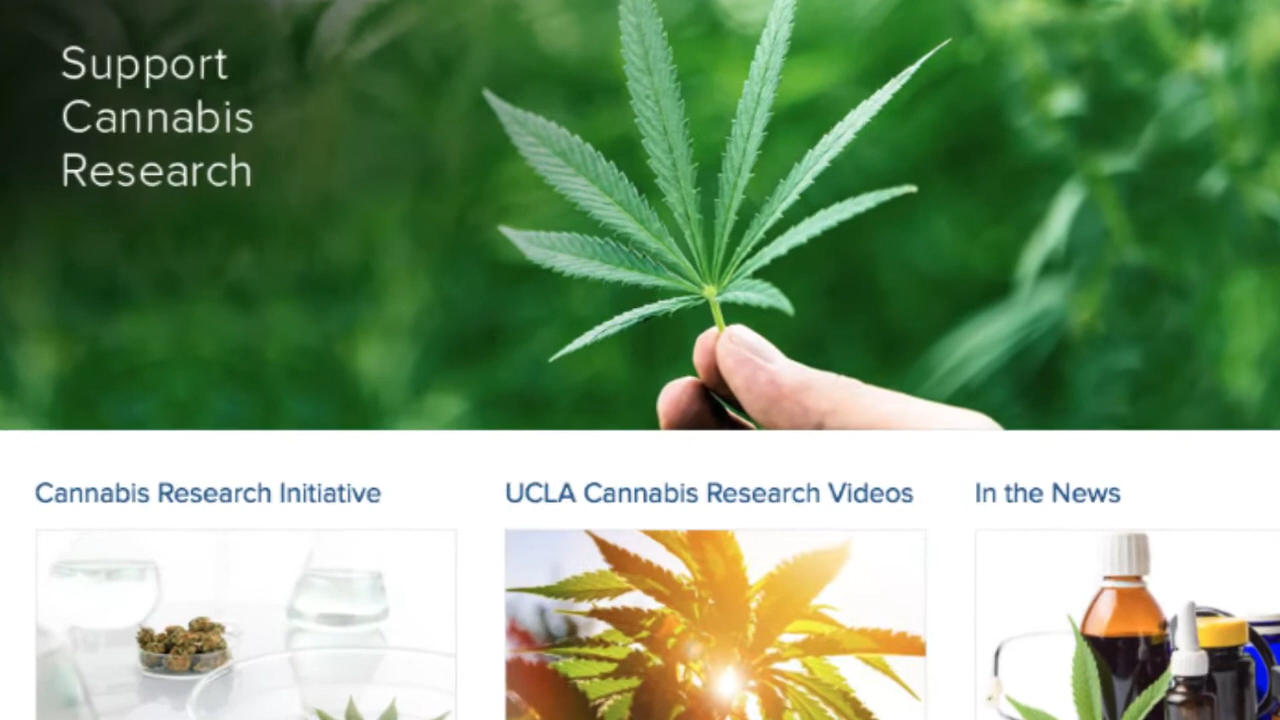 Support
Cannabis
Research
Cannabis Research Initiative
UCLA Cannabis Research Videos
In the News